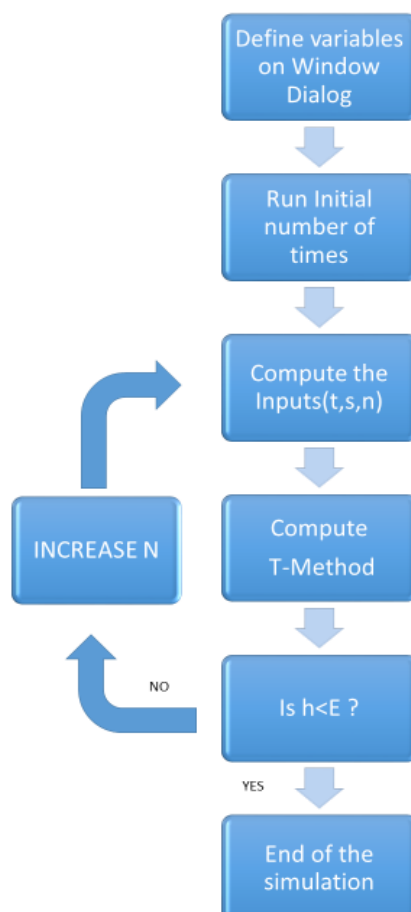 Define variables
on Window
Dialog
Run Initial
number of
times
Compute the
Inputs(t,s,n)
Compute
T-Method
INCREASE N
NO
Is h<E ?
YES
End of the
simulation